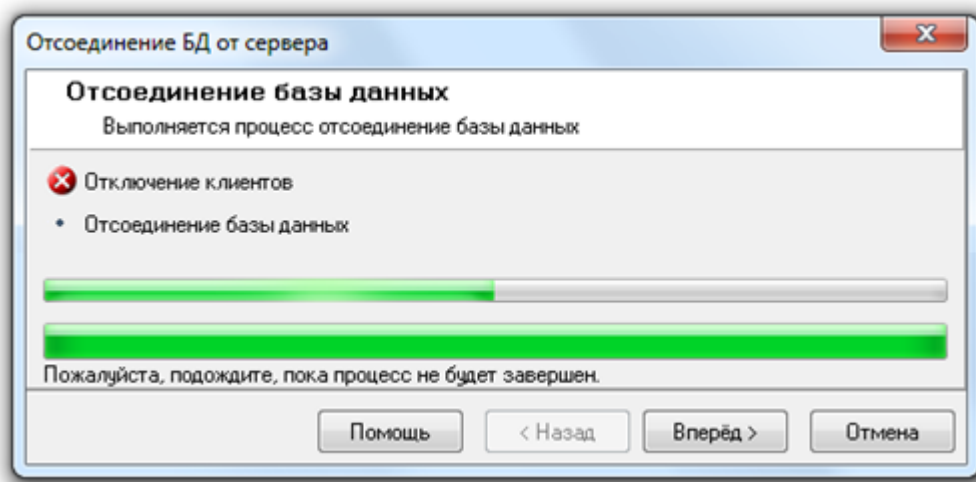 Отсоединение БД от сервера
Отсоединение базы данных
Выполняется процесс отсоединение базы данных
Отключение клиентов
• Отсоединение базы данных
Пожалуйста, подождите, пока процесс не будет завершен.
Помощь < Назад Вперёд > Отмена